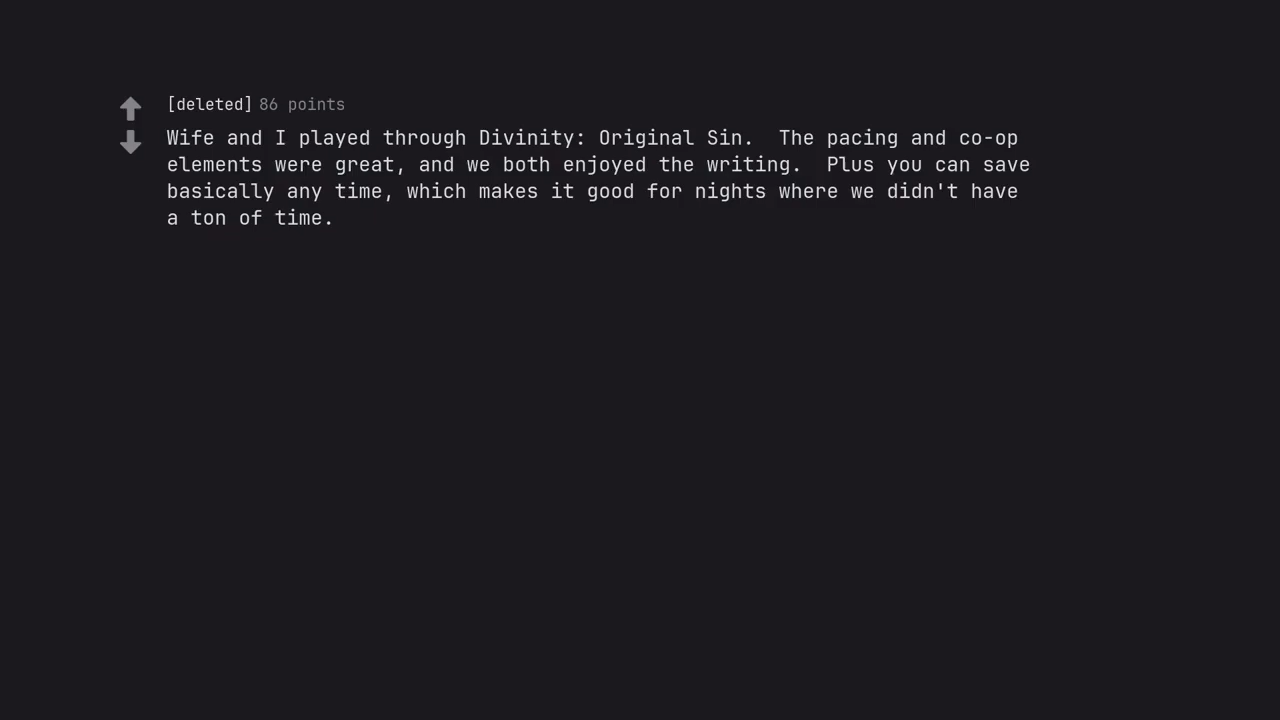 [deleted] 86 points
Wife and I played through Divinity: Original Sin.  The pacing and co-op
elements were great, and we both enjoyed the writing.  Plus you can save
basically any time, which makes it good for nights where we didn't have
a ton of time.